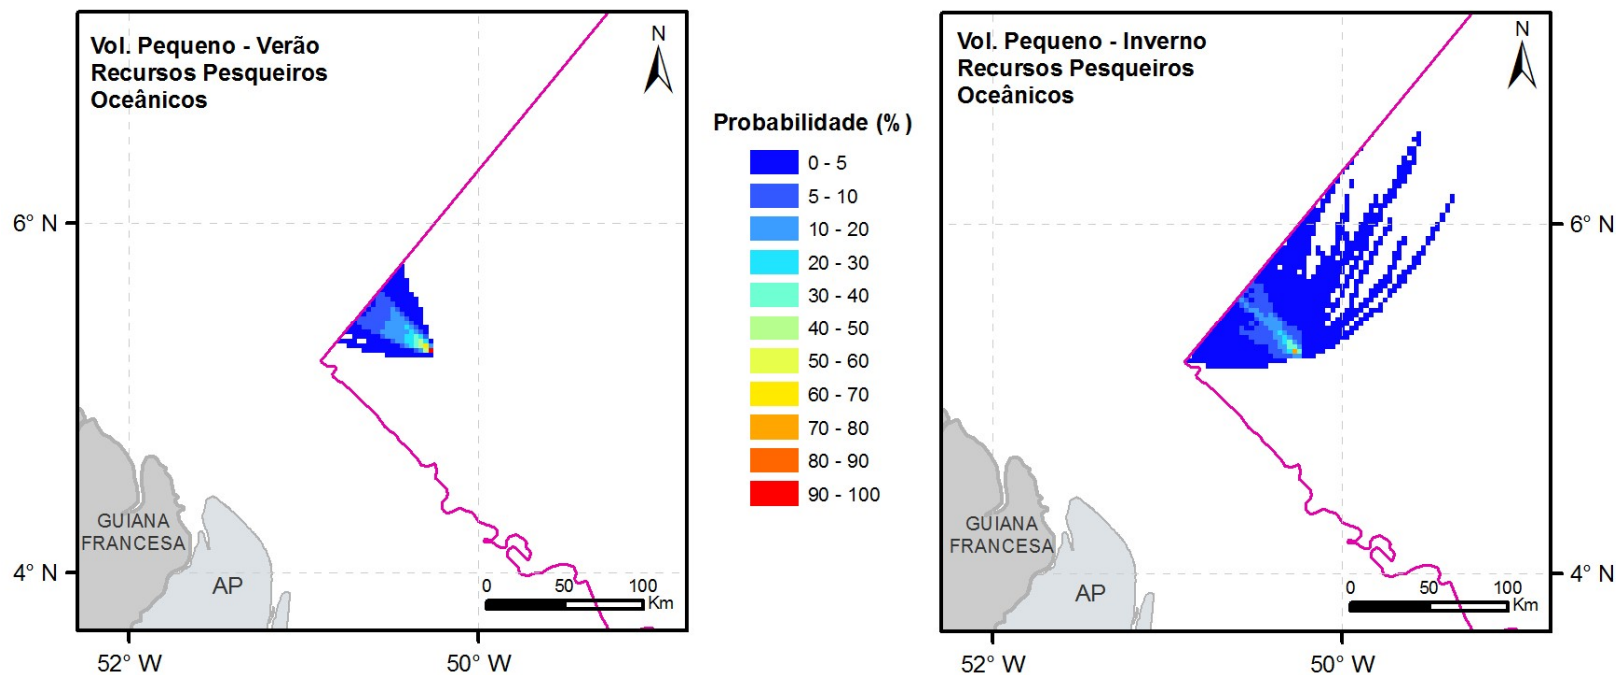 Vol. Pequeno - Verão
Recursos Pesqueiros
Oceânicos
N
6° N
4° N
GUIANA
FRANCESA
AP
0 50 100
Km
52° W
50° W
Probabilidade (%)
0 - 5
5 - 10
10 - 20
20 - 30
30 - 40
40 - 50
50 - 60
60 - 70
70 - 80
80 - 90
90 - 100
Vol. Pequeno - Inverno
Recursos Pesqueiros
Oceânicos
N
6° N
4° N
GUIANA
FRANCESA
AP
0 50 100
Km
52° W
50° W